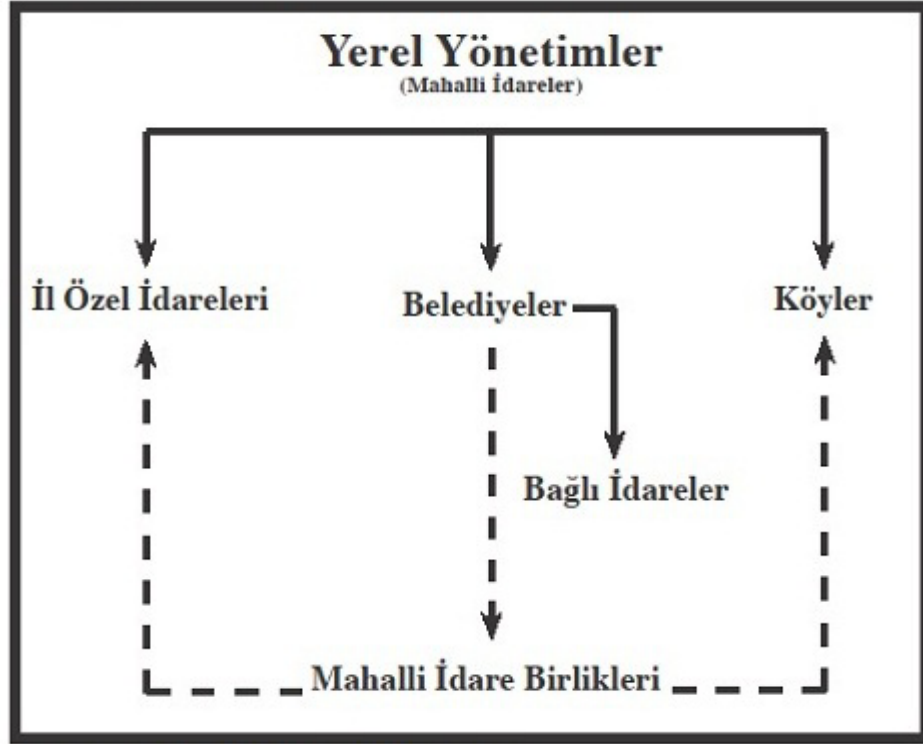 Yerel Yönetimler
(Mahalli İdareler)
İl Özel İdareleri
Belediyeler
Köyler
Bağlı İdareler
Mahalli İdare Birlikleri